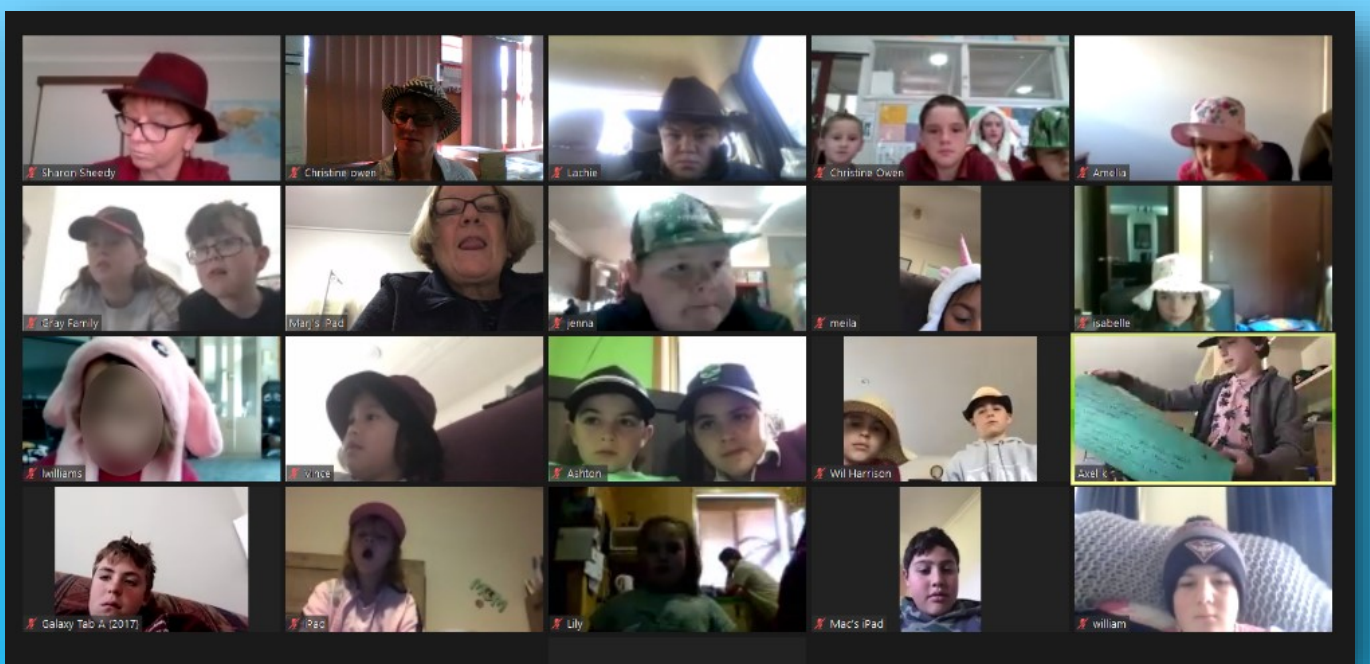 Sharon Sheedy
Christine owen
Lachie
Christine Owen
Amelia
Gray Family
Marj's iPad
jenna
meila
isabelle
lwilliams
vince
Ashton
Wil Harrison
Axel k
Galaxy Tab A (2017)
iPad
Lily
Mac's iPad
william